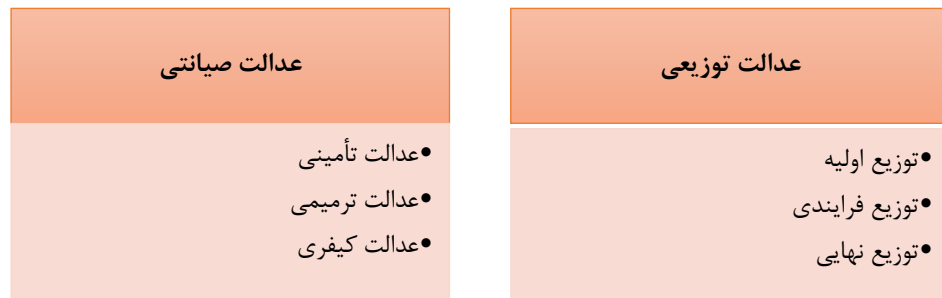 عدالت توزیعی
•توزیع اولیه
•توزیع فرایندی
•توزیع نهایی
عدالت صیانتی
•عدالت تأمینی
•عدالت ترمیمی
•عدالت کیفری